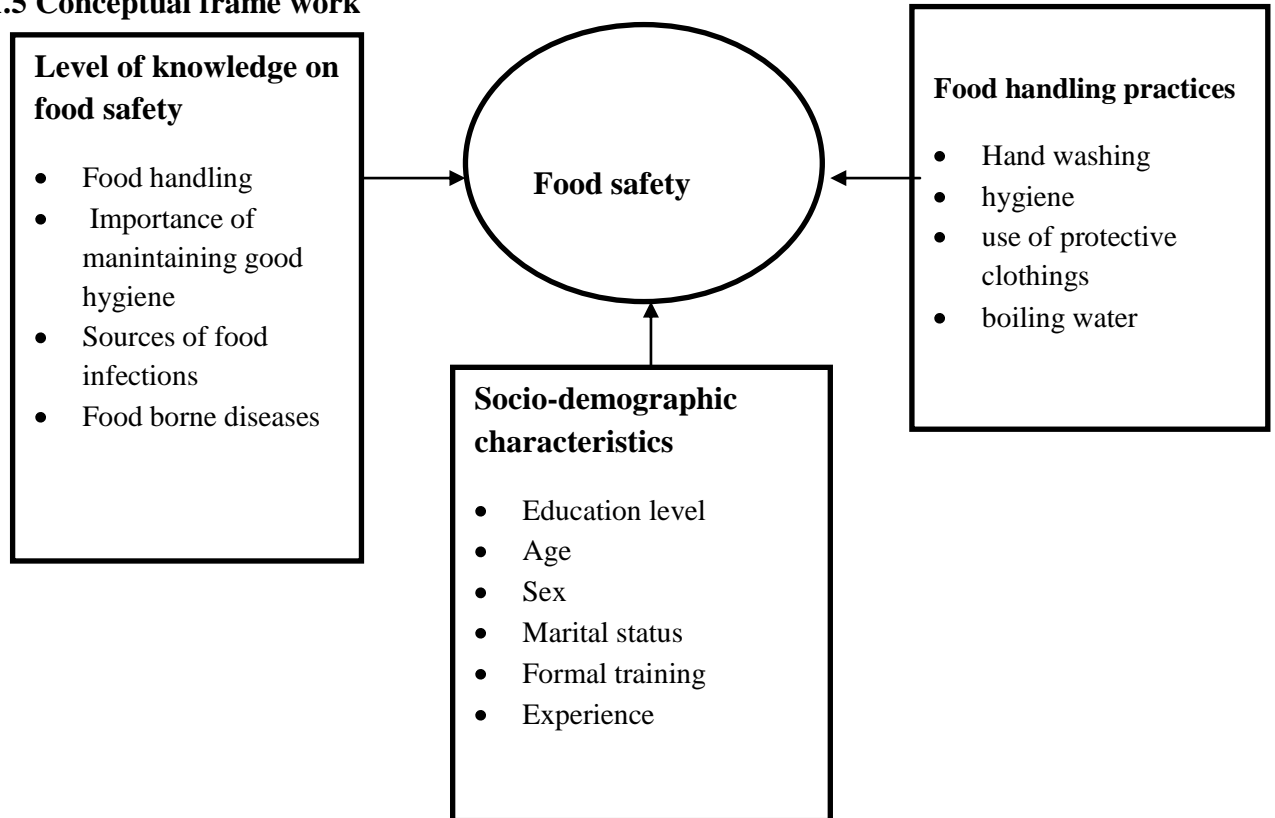 .5 Conceptual frame work
Level of knowledge on
food safety
• Food handling
• Importance of
manintaining good
hygiene
• Sources of food
infections
• Food borne diseases
Food safety
Food handling practices
• Hand washing
• hygiene
• use of protective
clothings
• boiling water
Socio-demographic
characteristics
• Education level
• Age
• Sex
• Marital status
• Formal training
• Experience